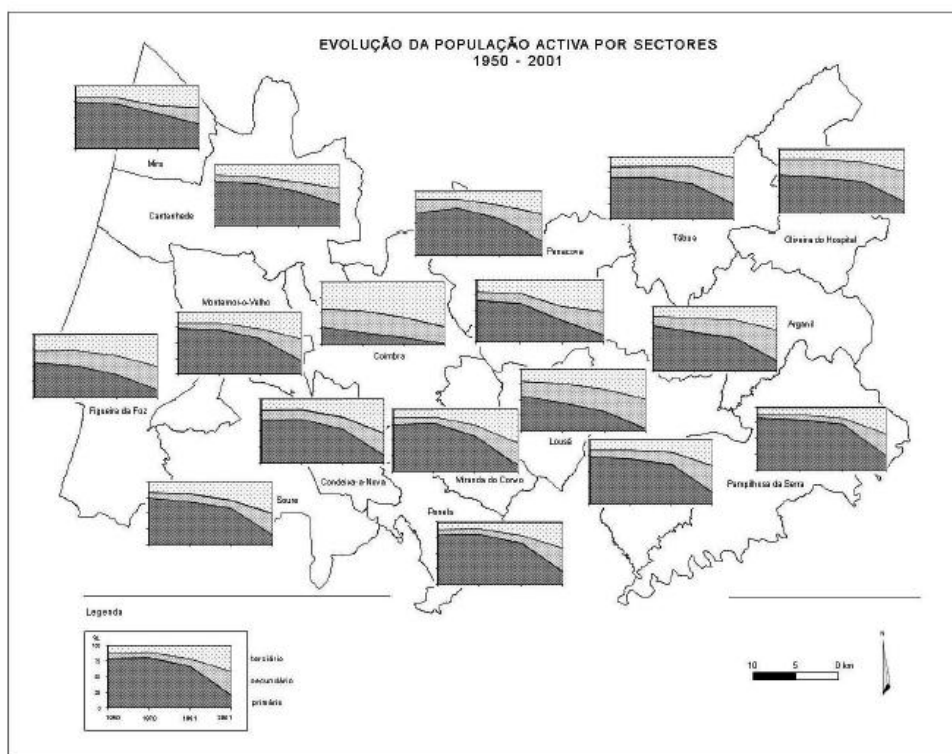 EVOLUÇÃO DA POPULAÇÃO ACTIVA POR SECTORES
1950 - 2001
Mira
Cantanhede
Penacova
Tábua
Oliveira do Hospital
Montemor-o-Velho
Coimbra
Arganil
Figueira da Foz
Lousã
Condeixa-a-Nova
Miranda do Corvo
Pampilhosa da Serra
Soure
Penela
Legenda
%
100
75
50
25
0
1950
1970
1981
2001
terciário
secundário
primário
N
10 5 0 km